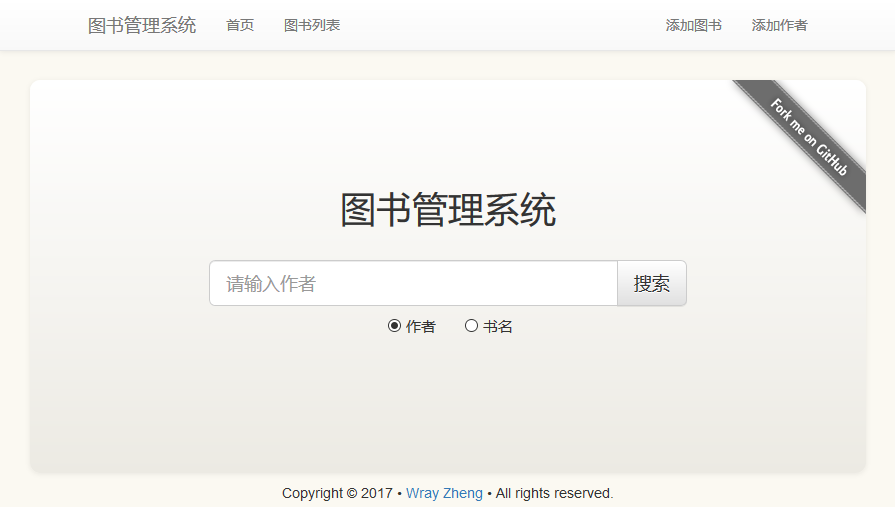 图书管理系统 首页 图书列表 添加图书 添加作者
Fork me on GitHub
图书管理系统
请输入作者 搜索
作者 书名
Copyright © 2017 • Wray Zheng • All rights reserved.